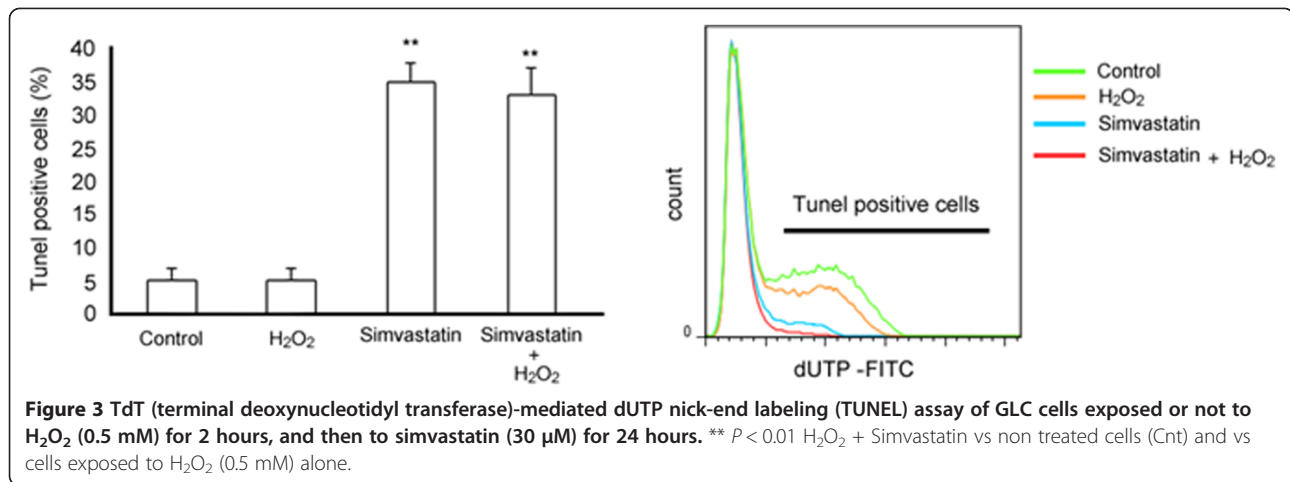 40
35
30
25
20
15
10
5
0
Tunel positive cells (%)
**
**
Control
H₂O₂
Simvastatin
Simvastatin
+
H₂O₂
count
0
Tunel positive cells
dUTP -FITC
Control
H₂O₂
Simvastatin
Simvastatin + H₂O₂
Figure 3 TdT (terminal deoxynucleotidyl transferase)-mediated dUTP nick-end labeling (TUNEL) assay of GLC cells exposed or not to
H₂O₂ (0.5 mM) for 2 hours, and then to simvastatin (30 μM) for 24 hours. ** P < 0.01 H₂O₂ + Simvastatin vs non treated cells (Cnt) and vs
cells exposed to H₂O₂ (0.5 mM) alone.